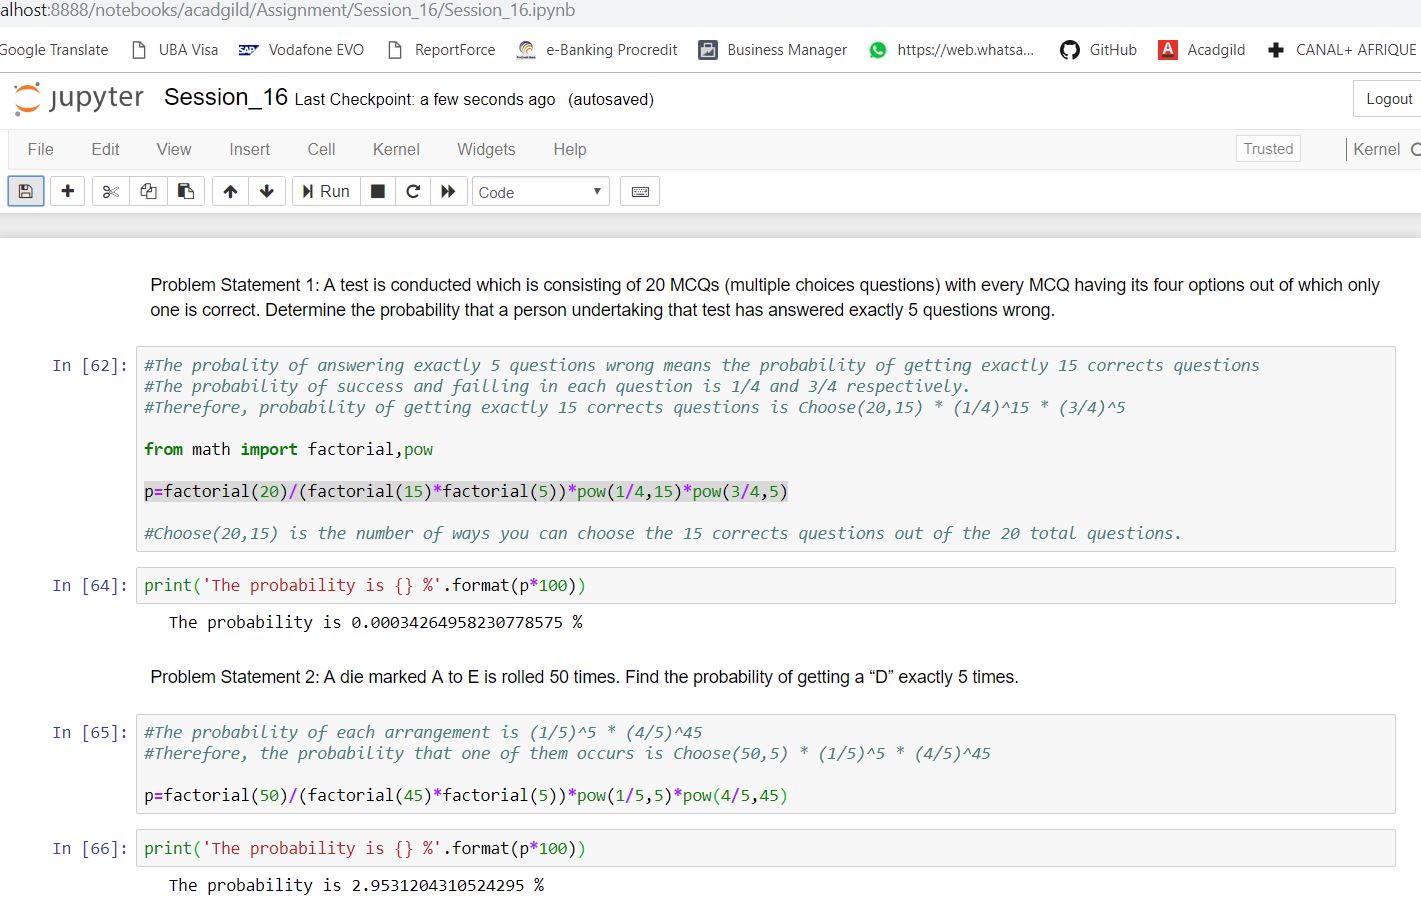 alhost:8888/notebooks/acadgild/Assignment/Session_16/Session_16.ipynb
Google Translate UBA Visa SAP Vodafone EVO ReportForce e-Banking Procredit Business Manager https://web.whatsa... GitHub A Acadgild CANAL+ AFRIQUE
jupyter Session_16 Last Checkpoint: a few seconds ago (autosaved) Logout
File Edit View Insert Cell Kernel Widgets Help Trusted Kernel
Run Code
Problem Statement 1: A test is conducted which is consisting of 20 MCQs (multiple choices questions) with every MCQ having its four options out of which only
one is correct. Determine the probability that a person undertaking that test has answered exactly 5 questions wrong.
In [62]: #The probality of answering exactly 5 questions wrong means the probability of getting exactly 15 corrects questions
#The probability of success and failling in each question is 1/4 and 3/4 respectively.
#Therefore, probability of getting exactly 15 corrects questions is Choose(20,15) * (1/4)^15 * (3/4)^5
from math import factorial,pow
p=factorial(20)/(factorial(15)*factorial(5))*pow(1/4,15)*pow(3/4,5)
#Choose(20,15) is the number of ways you can choose the 15 corrects questions out of the 20 total questions.
In [64]: print('The probability is {} %'.format(p*100))
The probability is 0.00034264958230778575 %
Problem Statement 2: A die marked A to E is rolled 50 times. Find the probability of getting a “D” exactly 5 times.
In [65]: #The probability of each arrangement is (1/5)^5 * (4/5)^45
#Therefore, the probability that one of them occurs is Choose(50,5) * (1/5)^5 * (4/5)^45
p=factorial(50)/(factorial(45)*factorial(5))*pow(1/5,5)*pow(4/5,45)
In [66]: print('The probability is {} %'.format(p*100))
The probability is 2.9531204310524295 %